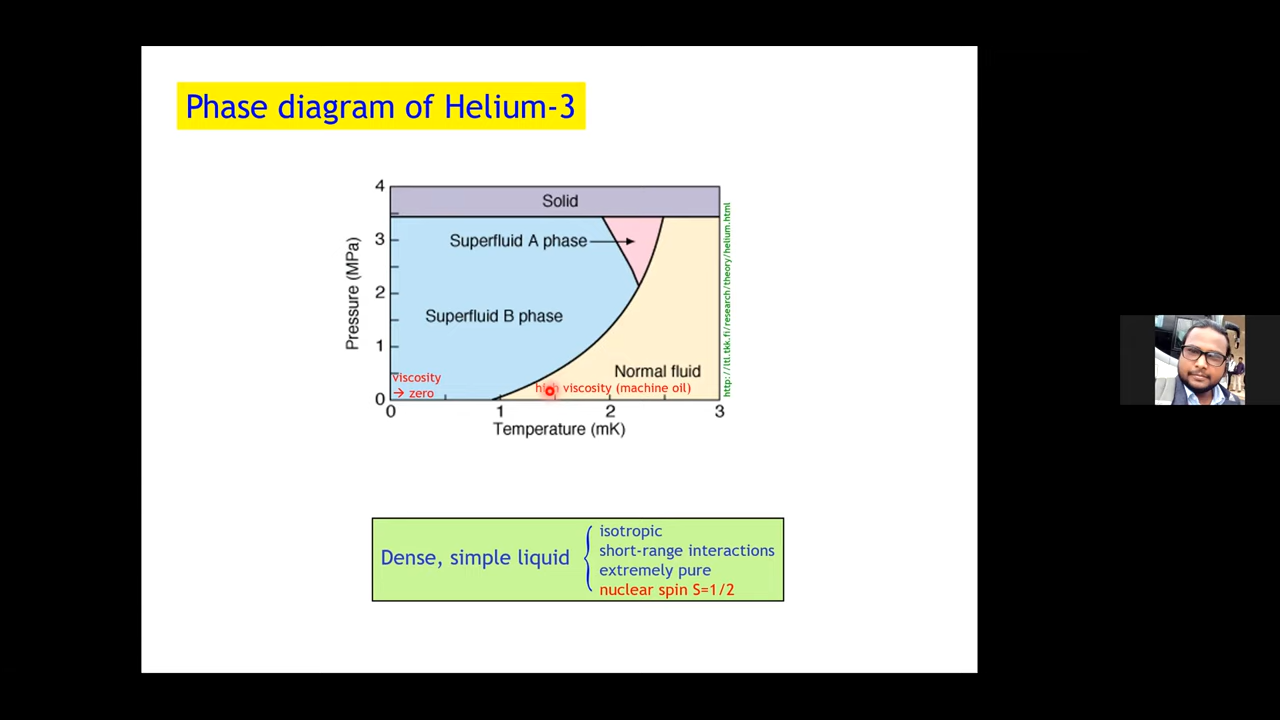 Phase diagram of Helium-3
4
Solid
3
Superfluid A phase
2
Superfluid B phase
1
Normal fluid
viscosity
→ zero
high viscosity (machine oil)
0
0
1
2
3
Temperature (mK)
Pressure (MPa)
http://ltl.tkk.fi/research/theory/helium.html
Dense, simple liquid
isotropic
short-range interactions
extremely pure
nuclear spin S=1/2